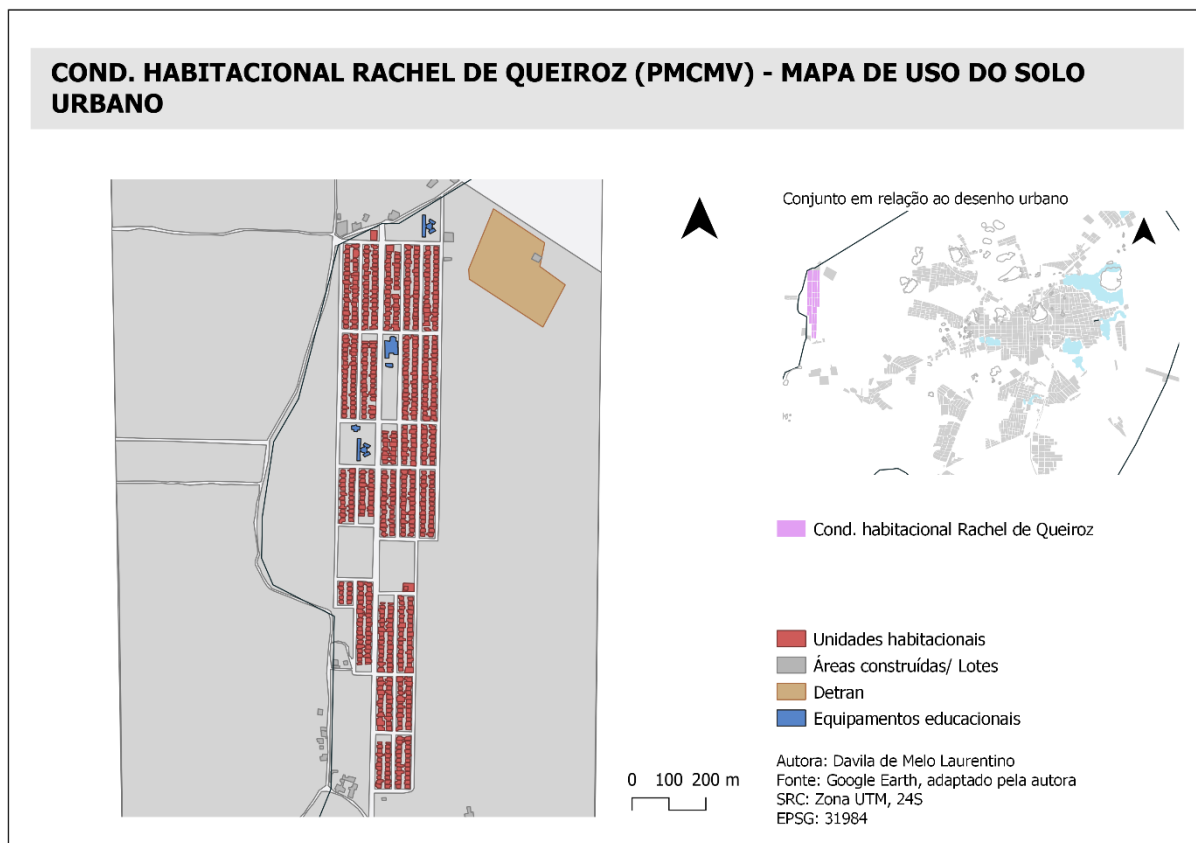 COND. HABITACIONAL RACHEL DE QUEIROZ (PMCMV) - MAPA DE USO DO SOLO
URBANO
Conjunto em relação ao desenho urbano
Cond. habitacional Rachel de Queiroz
Unidades habitacionais
Áreas construídas/ Lotes
Detran
Equipamentos educacionais
0 100 200 m
Autora: Davila de Melo Laurentino
Fonte: Google Earth, adaptado pela autora
SRC: Zona UTM, 24S
EPSG: 31984